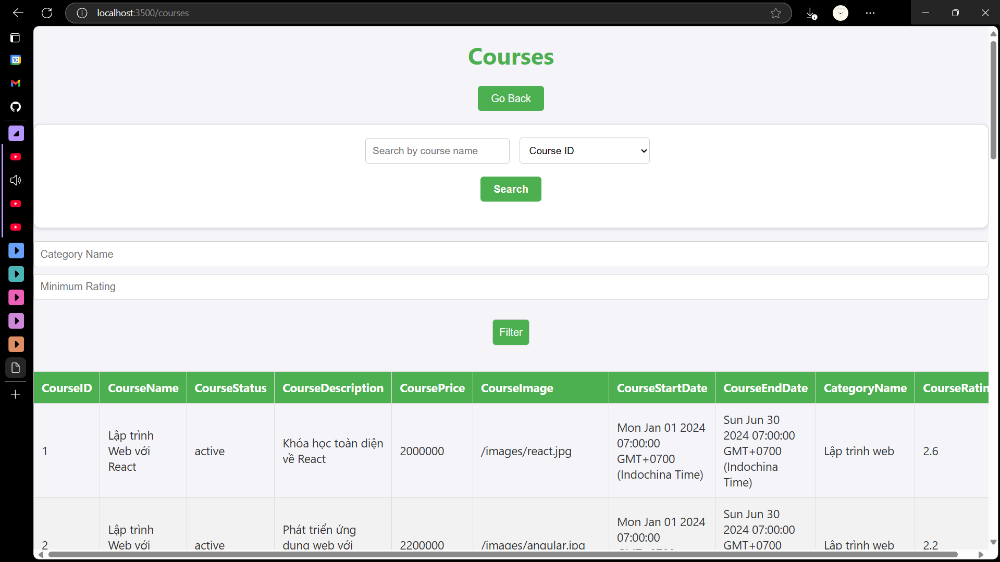 localhost:3500/courses
10
Courses
Go Back
Search by course name
Course ID
Search
Category Name
Minimum Rating
Filter
CourseID CourseName CourseStatus CourseDescription CoursePrice CourseImage CourseStartDate CourseEndDate CategoryName CourseRatin
1
Lập trình
Web với
React
active
Khóa học toàn diện
về React
2000000
/images/react.jpg
Mon Jan 01 2024
07:00:00
GMT+0700
(Indochina Time)
Sun Jun 30
2024 07:00:00
GMT+0700
(Indochina
Time)
Lập trình web
2.6
2
Lập trình
Web với
active
Phát triển ứng
dụng web với
2200000
/images/angular.jpg
Mon Jan 01 2024
07:00:00
GMT+0700
Sun Jun 30
2024 07:00:00
GMT+0700
Lập trình web
2.2